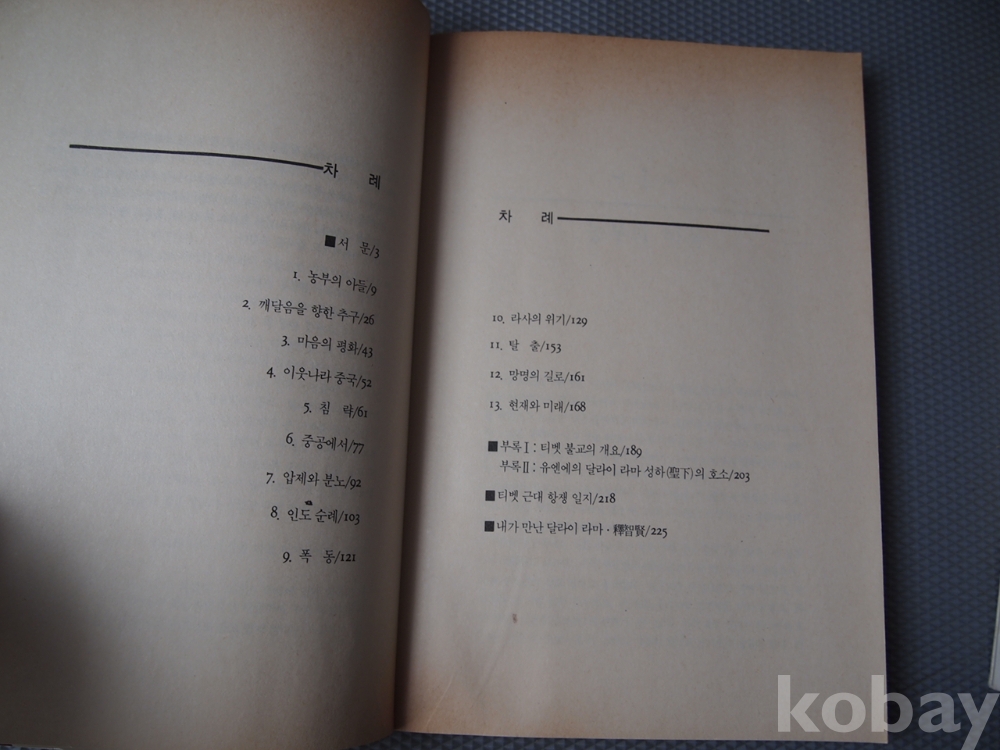 차 례
■서 문/3
1. 농부의 아들/9
2. 깨달음을 향한 추구/26
3. 마음의 평화/43
4. 이웃나라 중국/52
5. 침 략/61
6. 중공에서/77
7. 압제와 분노/92
8. 인도 순례/103
9. 폭 동/121
차 례
10. 라사의 위기/129
11. 탈 출/153
12. 망명의 길로/161
13. 현재와 미래/168
■부록Ⅰ: 티벳 불교의 개요/189
부록Ⅱ: 유엔에의 달라이 라마 성하(聖下)의 호소/203
■티벳 근대 항쟁 일지/218
■내가 만난 달라이 라마·釋智賢/225
kobay